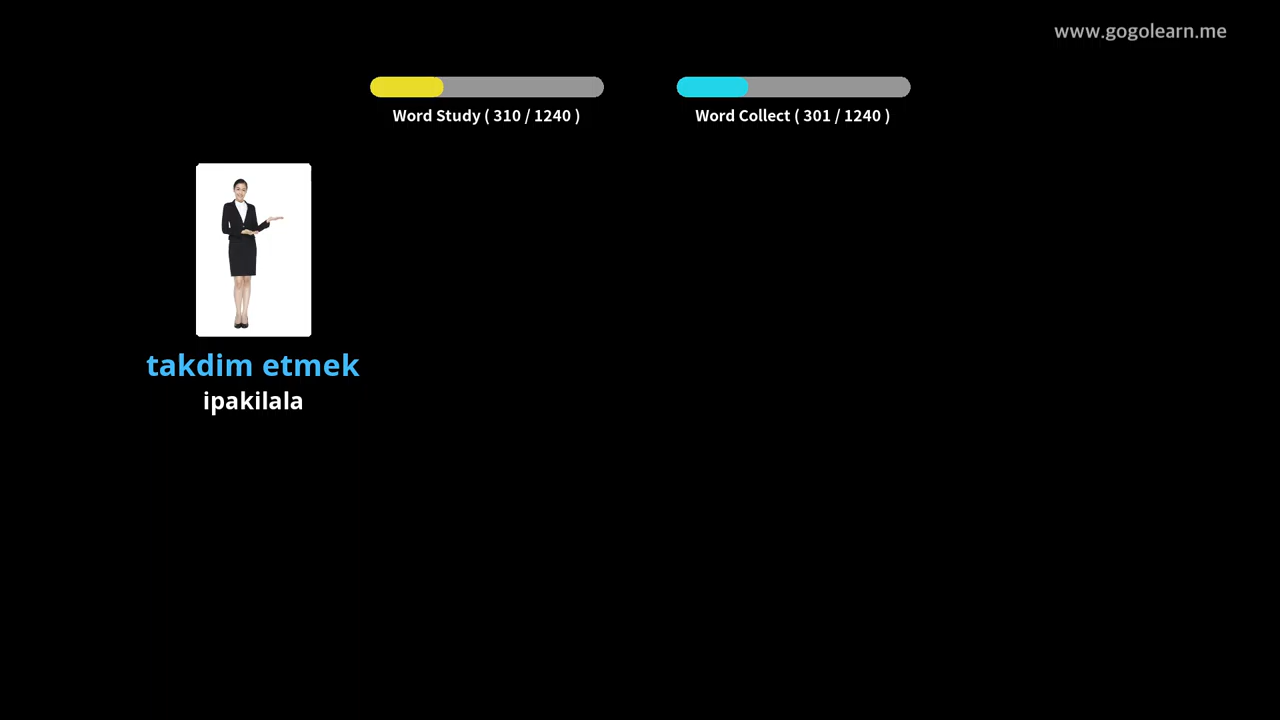 www.gogolearn.me
Word Study ( 310 / 1240 )
Word Collect ( 301 / 1240 )
takdim etmek
ipakilala